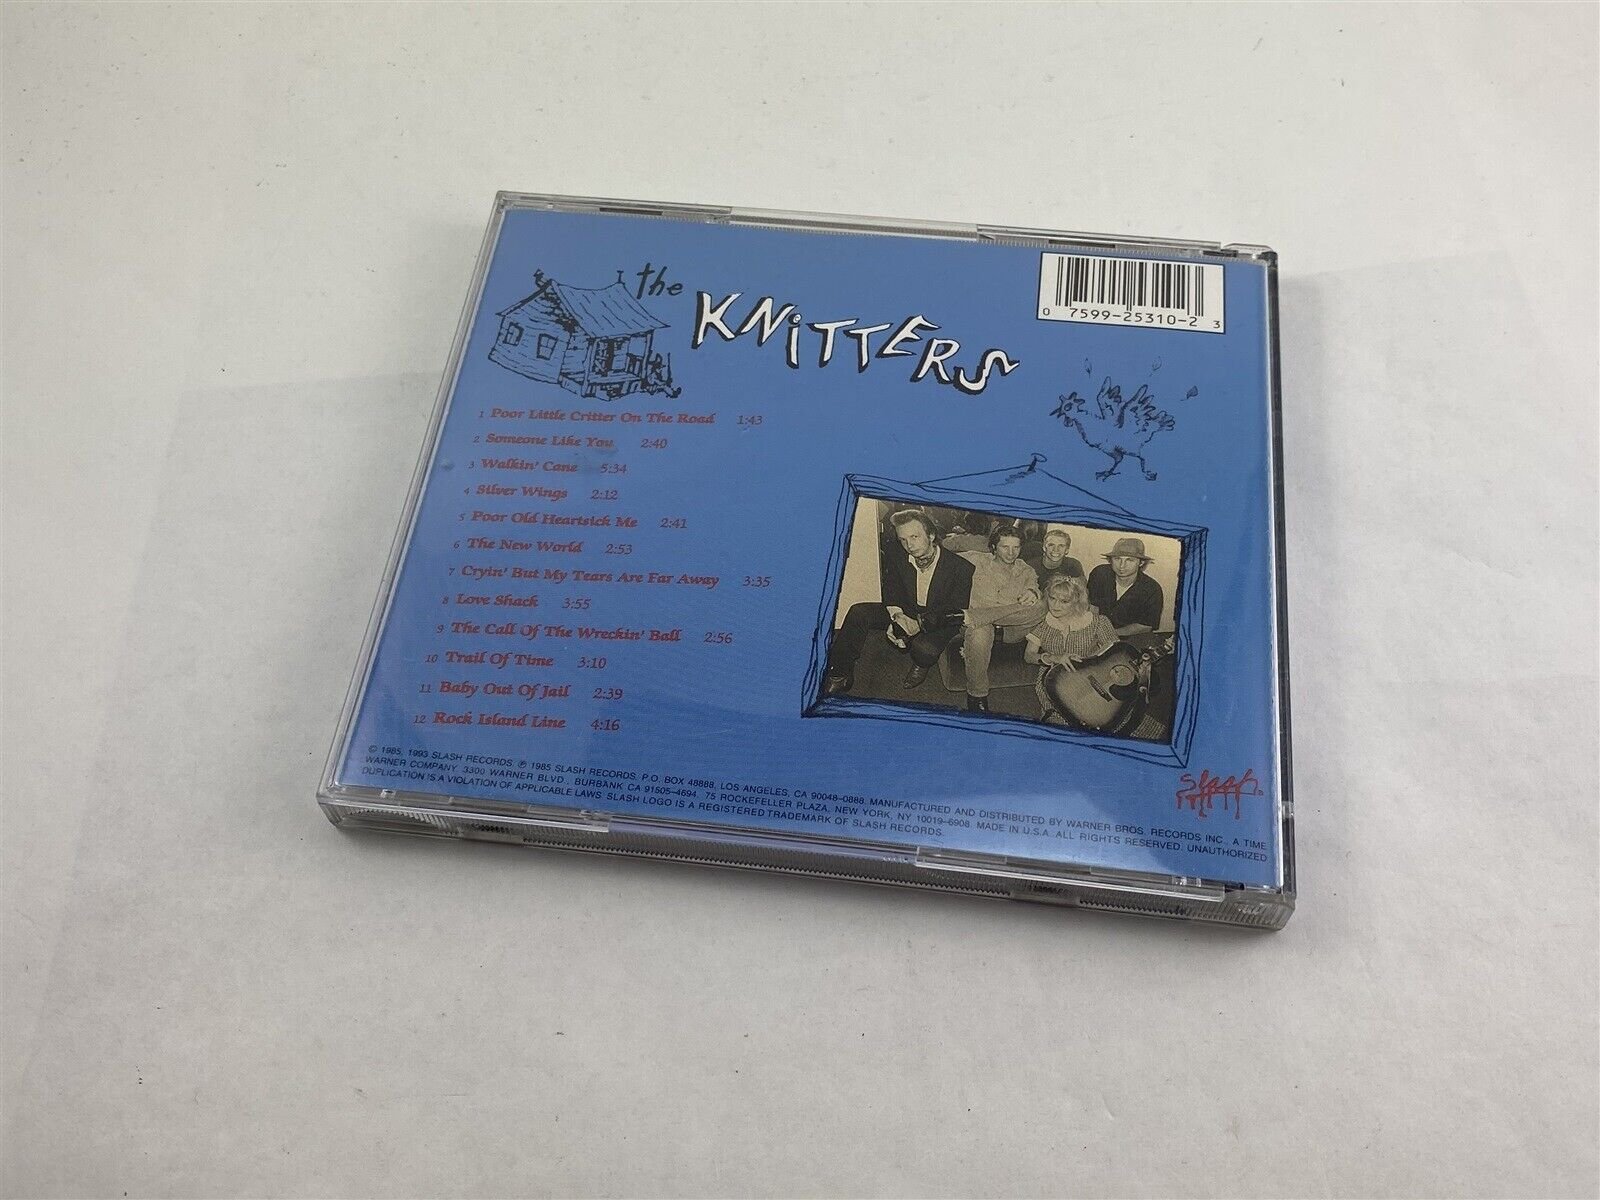 the
KNiTTERS
0 7599-25310-2 3
1 Poor Little Critter On The Road 1:43
2 Someone Like You 2:40
3 Walkin' Cane 5:34
4 Silver Wings 2:12
5 Poor Old Heartsick Me 2:41
6 The New World 2:53
7 Cryin' But My Tears Are Far Away 3:35
8 Love Shack 3:55
9 The Call Of The Wreckin' Ball 2:56
10 Trail Of Time 3:10
11 Baby Out Of Jail 2:39
12 Rock Island Line 4:16
Slash
© 1985, 1993 SLASH RECORDS. ℗ 1985 SLASH RECORDS. P.O. BOX 48888, LOS ANGELES, CA 90048-0888. MANUFACTURED AND DISTRIBUTED BY WARNER BROS. RECORDS INC., A TIME
WARNER COMPANY. 3300 WARNER BLVD., BURBANK CA 91505-4694. 75 ROCKEFELLER PLAZA, NEW YORK, NY 10019-6908. MADE IN U.S.A. ALL RIGHTS RESERVED. UNAUTHORIZED
DUPLICATION IS A VIOLATION OF APPLICABLE LAWS. SLASH LOGO IS A REGISTERED TRADEMARK OF SLASH RECORDS.